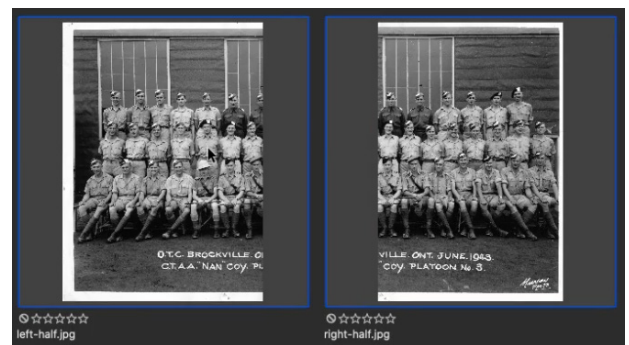 O.T.C. BROCKVILLE. O
C.T.A.A. "NAN" COY. PL
VILLE. ONT. JUNE. 1943.
"COY. PLATOON No. 3.
left-half.jpg
right-half.jpg